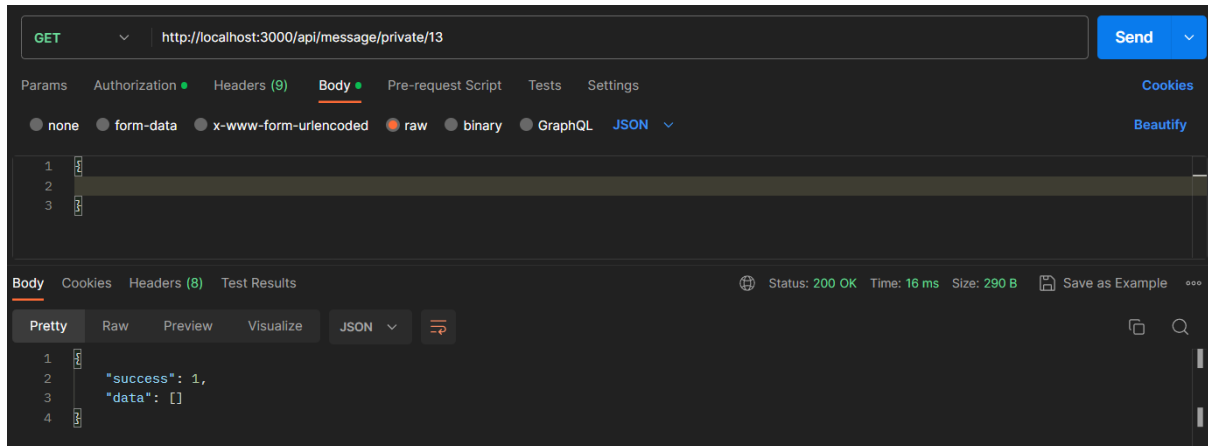 GET http://localhost:3000/api/message/private/13 Send
Params Authorization Headers (9) Body Pre-request Script Tests Settings Cookies
none form-data x-www-form-urlencoded raw binary GraphQL JSON Beautify
1 {
2
3 }
Body Cookies Headers (8) Test Results Status: 200 OK Time: 16 ms Size: 290 B Save as Example
Pretty Raw Preview Visualize JSON
1 {
2 "success": 1,
3 "data": []
4 }